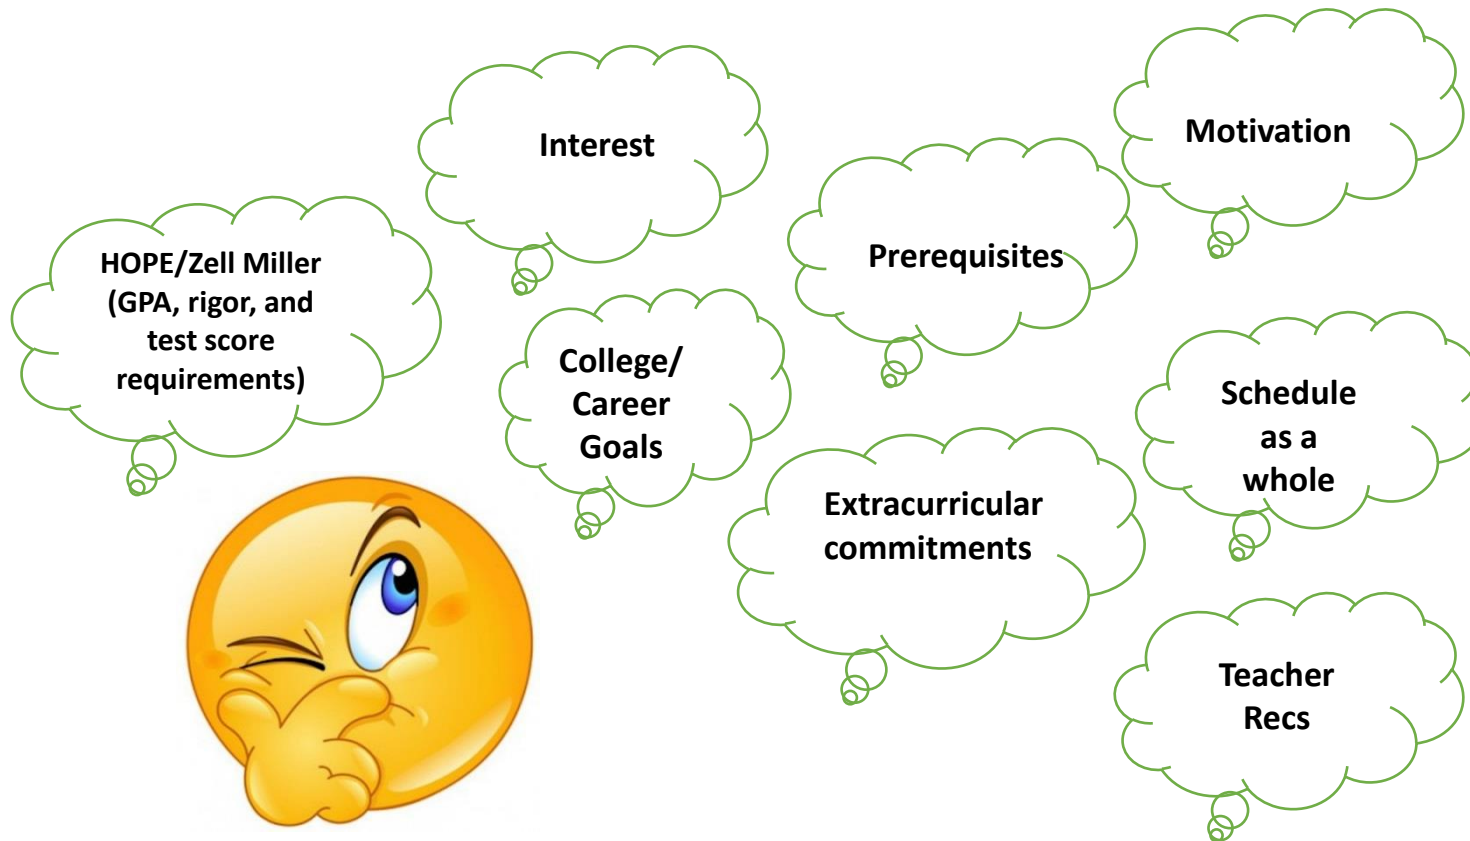 Interest
Motivation
HOPE/Zell Miller
(GPA, rigor, and
test score
requirements)
Prerequisites
College/
Career
Goals
Schedule
as a
whole
Extracurricular
commitments
Teacher
Recs